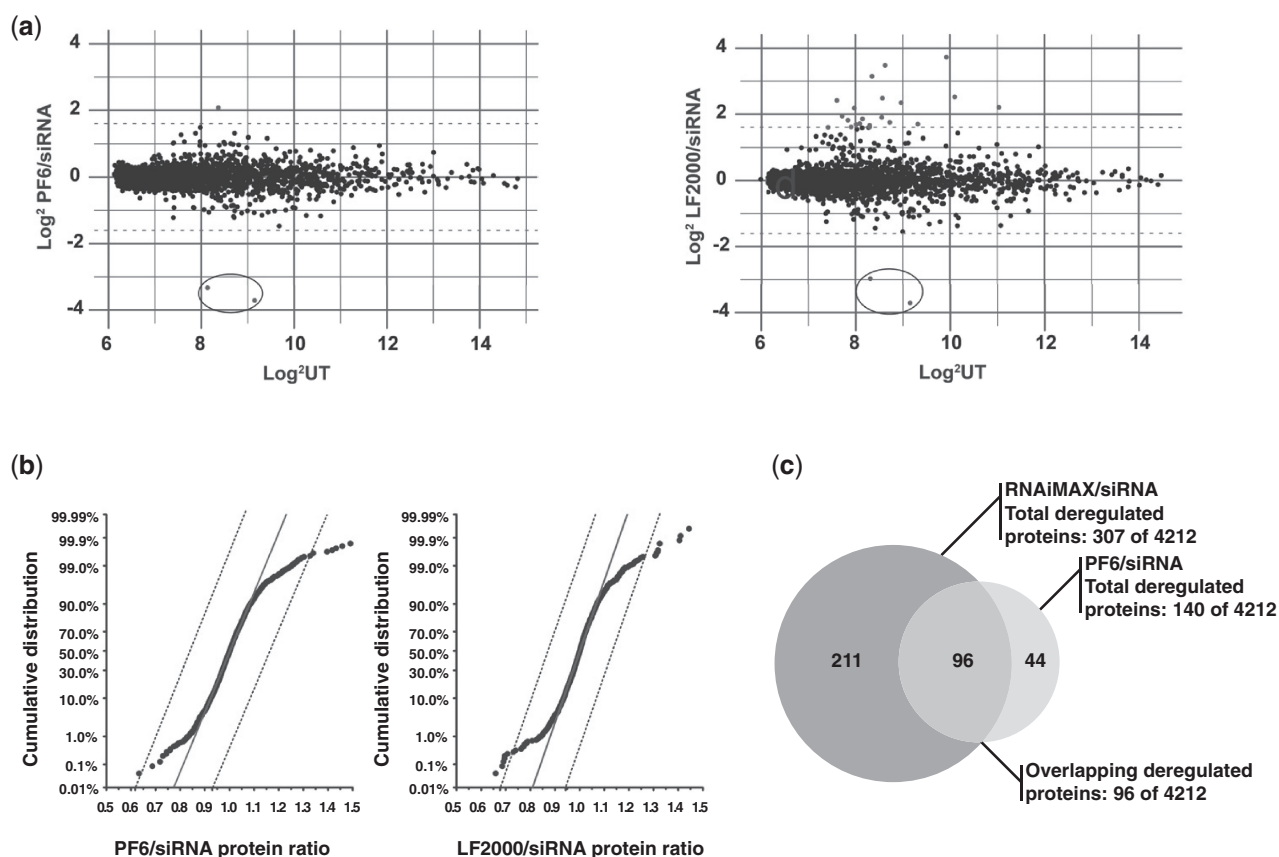 (a)
4
2
0
-2
-4
Log² PF6/siRNA
6 8 10 12 14
Log²UT
4
2
0
-2
-4
Log² LF2000/siRNA
6 8 10 12 14
Log²UT
(b)
Cumulative distribution
99.99%
99.9%
99.0%
90.0%
70.0%
50.0%
30.0%
10.0%
1.0%
0.1%
0.01%
0.5 0.6 0.7 0.8 0.9 1.0 1.1 1.2 1.3 1.4 1.5
PF6/siRNA protein ratio
Cumulative distribution
99.99%
99.9%
99.0%
90.0%
70.0%
50.0%
30.0%
10.0%
1.0%
0.1%
0.01%
0.5 0.6 0.7 0.8 0.9 1.0 1.1 1.2 1.3 1.4 1.5
LF2000/siRNA protein ratio
(c)
RNAiMAX/siRNA
Total deregulated
proteins: 307 of 4212
PF6/siRNA
Total deregulated
proteins: 140 of 4212
211 96 44
Overlapping deregulated
proteins: 96 of 4212